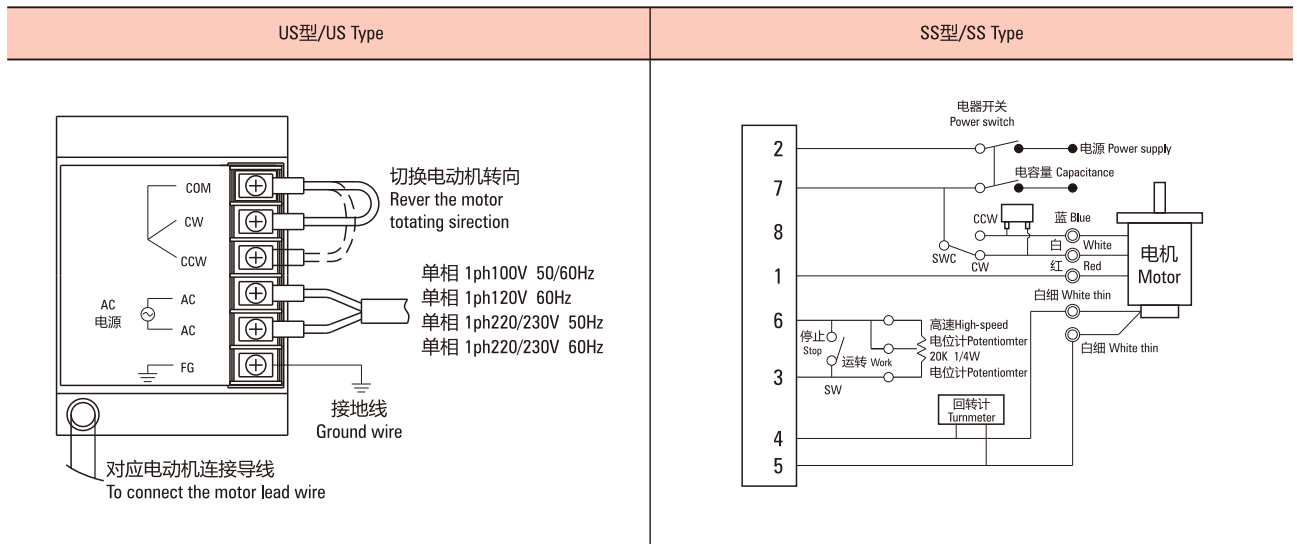 US型/US Type
SS型/SS Type
COM
CW
CCW
AC
电源
AC
AC
FG
切换电动机转向
Rever the motor
totating sirection
单相 1ph100V 50/60Hz
单相 1ph120V 60Hz
单相 1ph220/230V 50Hz
单相 1ph220/230V 60Hz
接地线
Ground wire
对应电动机连接导线
To connect the motor lead wire
2
7
8
1
6
3
4
5
电器开关
Power switch
电源 Power supply
电容量 Capacitance
CCW
蓝 Blue
白 White
SWC
CW
红 Red
电机
Motor
白细 White thin
白细 White thin
停止
Stop
运转 Work
SW
高速High-speed
电位计Potentiomter
20K 1/4W
电位计Potentiomter
回转计
Turnmeter